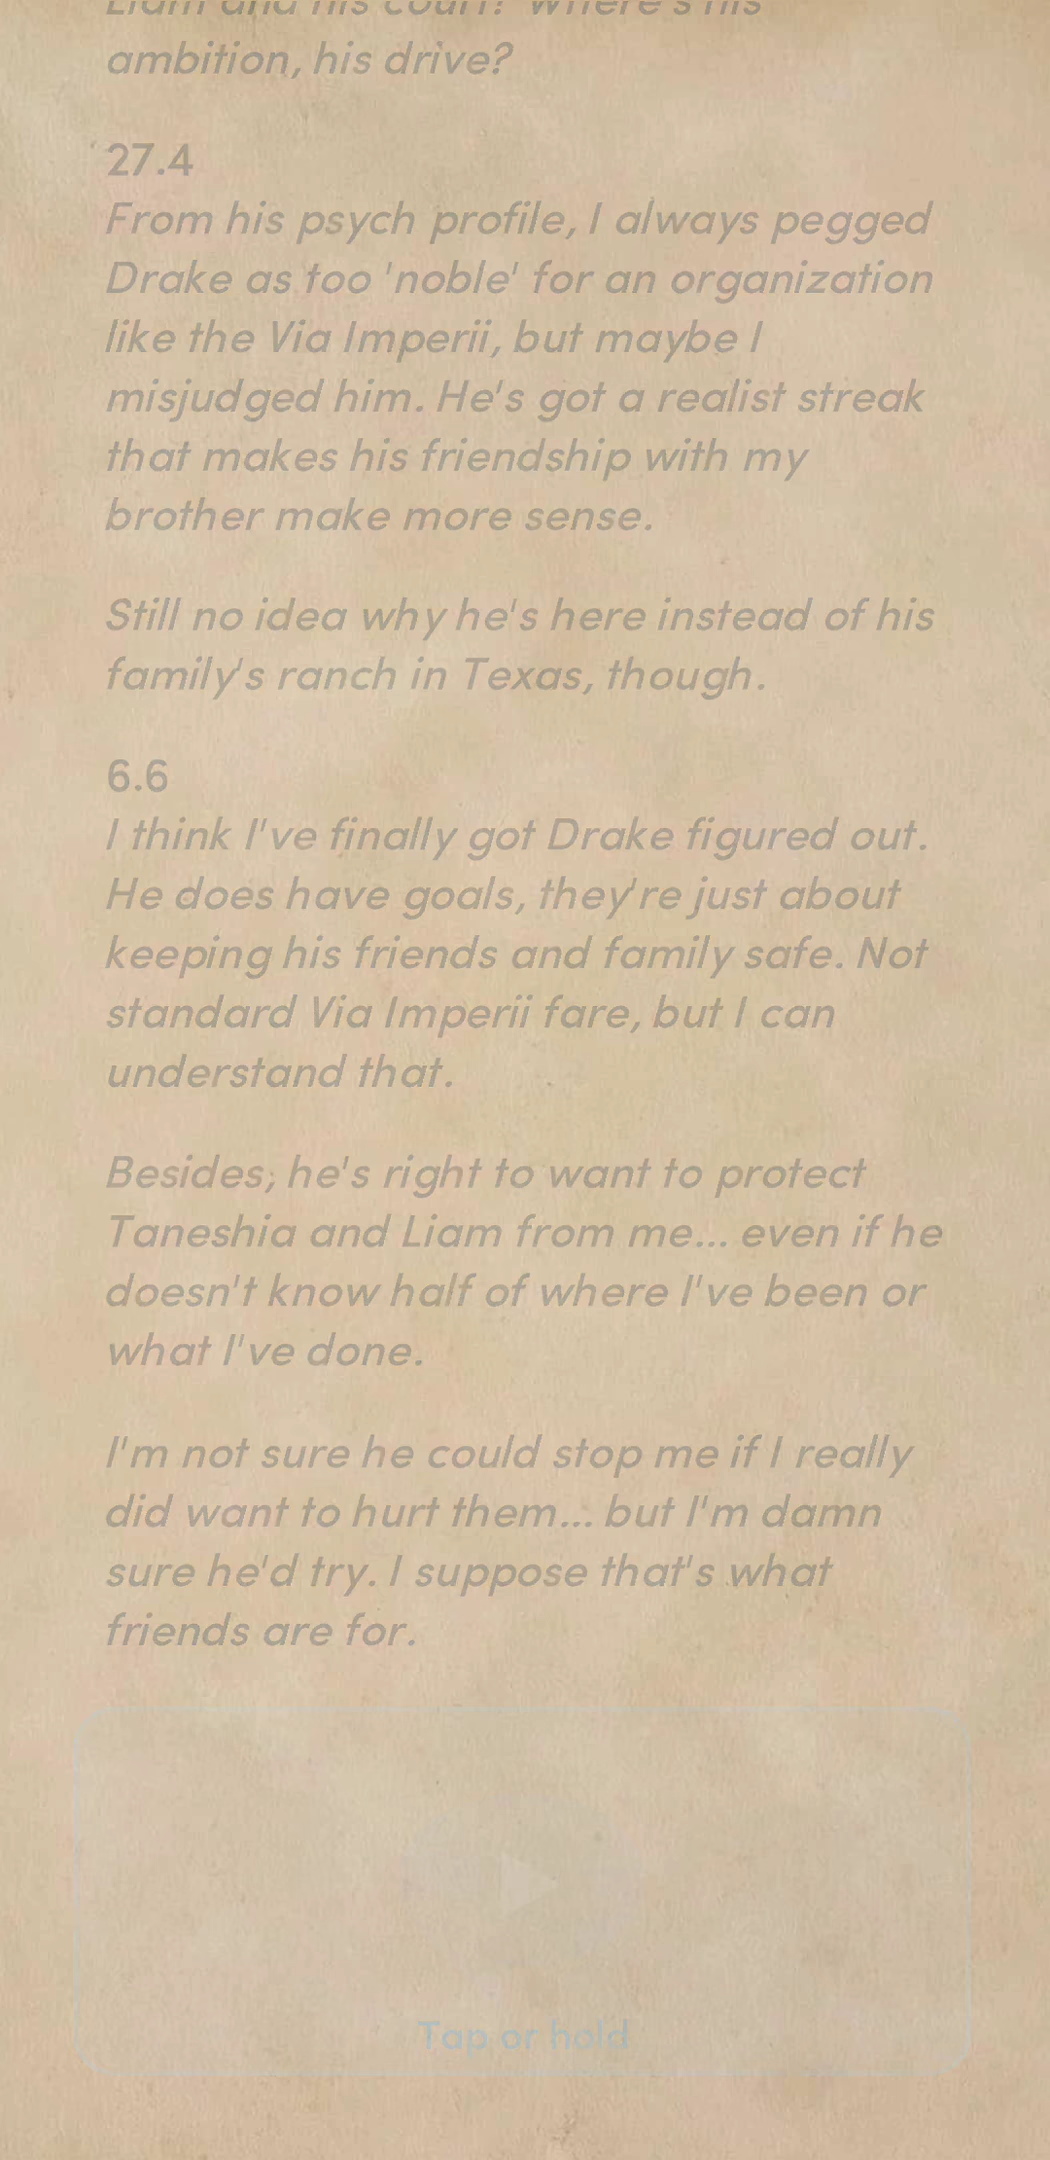 Liam and his court? Where's his
ambition, his drive?
27.4
From his psych profile, I always pegged
Drake as too 'noble' for an organization
like the Via Imperii, but maybe I
misjudged him. He's got a realist streak
that makes his friendship with my
brother make more sense.
Still no idea why he's here instead of his
family's ranch in Texas, though.
6.6
I think I've finally got Drake figured out.
He does have goals, they're just about
keeping his friends and family safe. Not
standard Via Imperii fare, but I can
understand that.
Besides, he's right to want to protect
Taneshia and Liam from me... even if he
doesn't know half of where I've been or
what I've done.
I'm not sure he could stop me if I really
did want to hurt them... but I'm damn
sure he'd try. I suppose that's what
friends are for.
Tap or hold